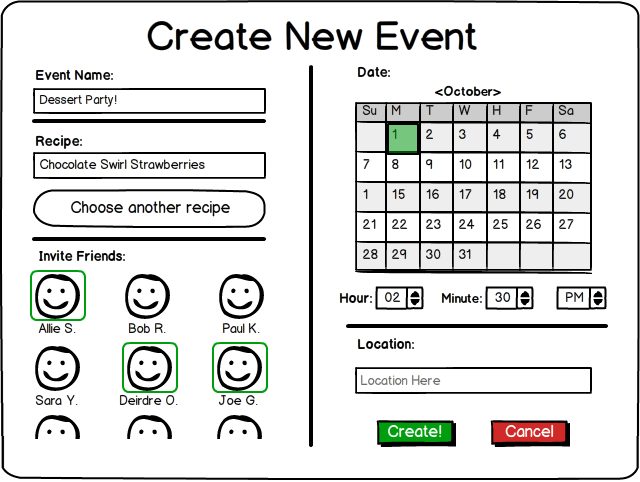 Create New Event
Event Name:
Dessert Party!
Recipe:
Chocolate Swirl Strawberries
Choose another recipe
Invite Friends:
Allie S. Bob R. Paul K.
Sara Y. Deirdre O. Joe G.
Date:
<October>
Su M T W H F Sa
1 2 3 4 5 6
7 8 9 10 11 12 13
1 15 16 17 18 19 20
21 22 23 24 25 26 27
28 29 30 31
Hour: 02 Minute: 30 PM
Location:
Location Here
Create! Cancel